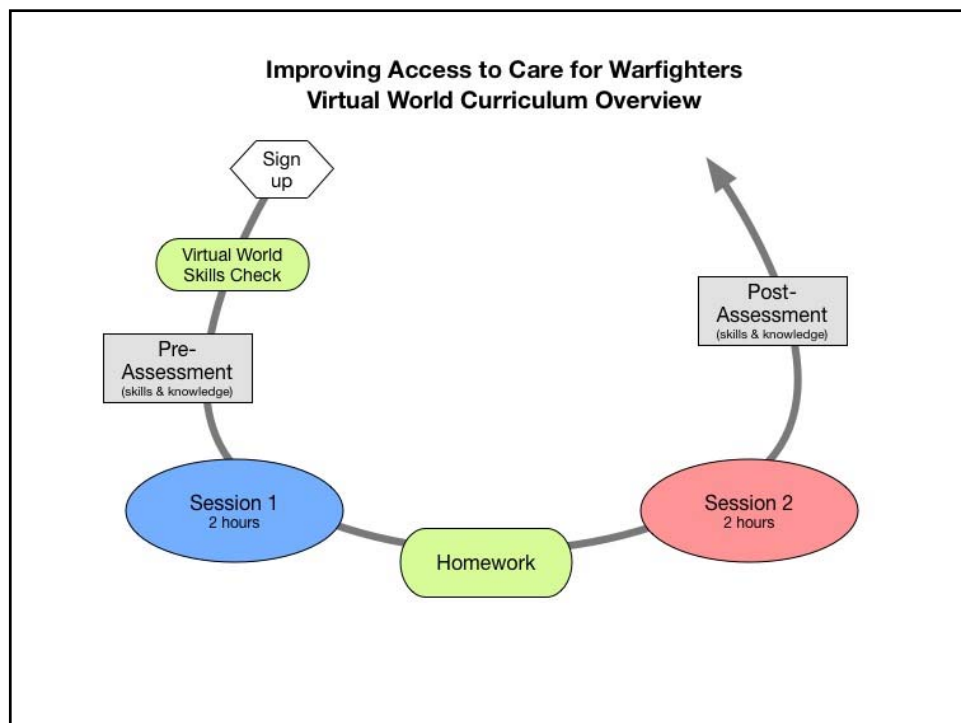 Improving Access to Care for Warfighters
Virtual World Curriculum Overview
Sign
up
Virtual World
Skills Check
Pre-
Assessment
(skills & knowledge)
Session 1
2 hours
Homework
Session 2
2 hours
Post-
Assessment
(skills & knowledge)